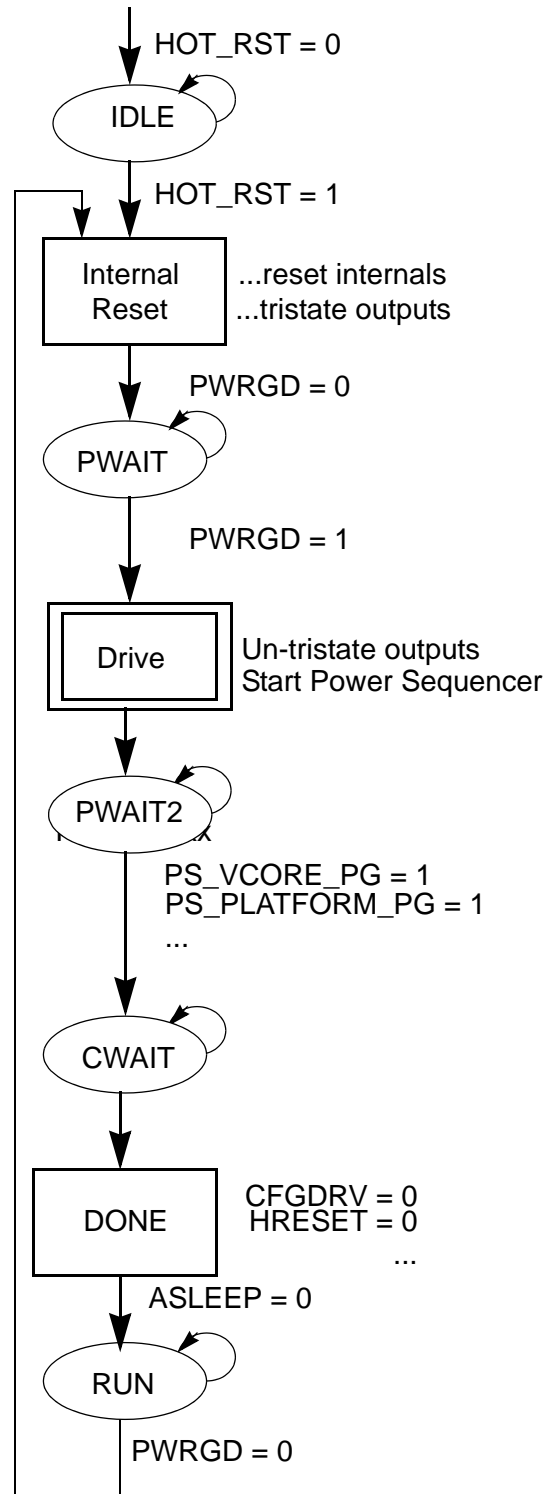 HOT_RST = 0
IDLE
HOT_RST = 1
Internal
Reset
...reset internals
...tristate outputs
PWRGD = 0
PWAIT
PWRGD = 1
Drive
Un-tristate outputs
Start Power Sequencer
PWAIT2
PS_VCORE_PG = 1
PS_PLATFORM_PG = 1
...
CWAIT
DONE
CFGDRV = 0
HRESET = 0
...
ASLEEP = 0
RUN
PWRGD = 0